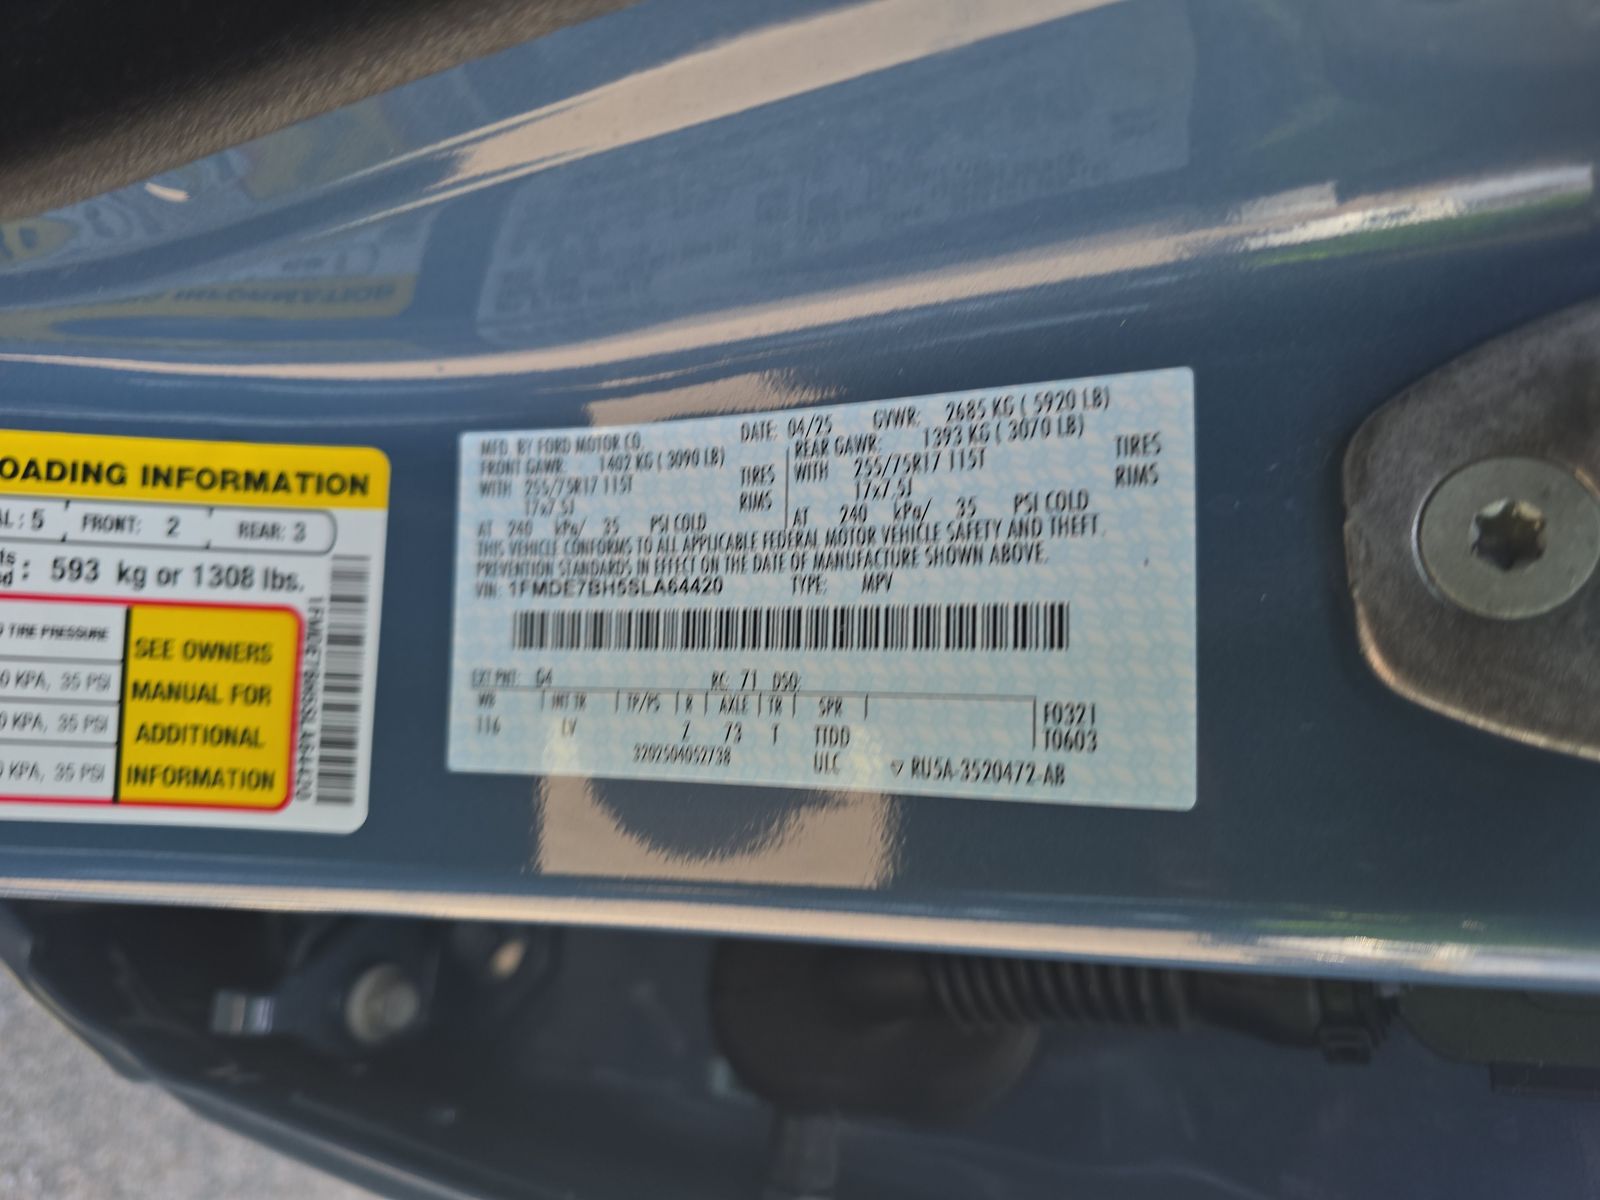 OADING INFORMATION
AL: 5 FRONT: 2 REAR: 3
593 kg or 1308 lbs.
TIRE PRESSURE
0 KPA, 35 PSI
0 KPA, 35 PSI
0 KPA, 35 PSI
SEE OWNERS
MANUAL FOR
ADDITIONAL
INFORMATION
MFD. BY FORD MOTOR CO. DATE: 04/25 GVWR: 2685 KG ( 5920 LB)
FRONT GAWR: 1402 KG ( 3090 LB) REAR GAWR: 1393 KG ( 3070 LB)
WITH 255/75R17 115T TIRES WITH 255/75R17 115T TIRES
17x7.5J RIMS 17x7.5J RIMS
AT 240 kPa/ 35 PSI COLD AT 240 kPa/ 35 PSI COLD
THIS VEHICLE CONFORMS TO ALL APPLICABLE FEDERAL MOTOR VEHICLE SAFETY AND THEFT
PREVENTION STANDARDS IN EFFECT ON THE DATE OF MANUFACTURE SHOWN ABOVE.
VIN: 1FMDE7BH5SLA64420 TYPE: MPV
EXT PNT: G4 RC: 71 DSO:
WB INT TR TP/PS R AXLE TR SPR F0321
116 LV Z 73 T TTDD T0603
3202504052738 ULC RU5A-3520472-AB